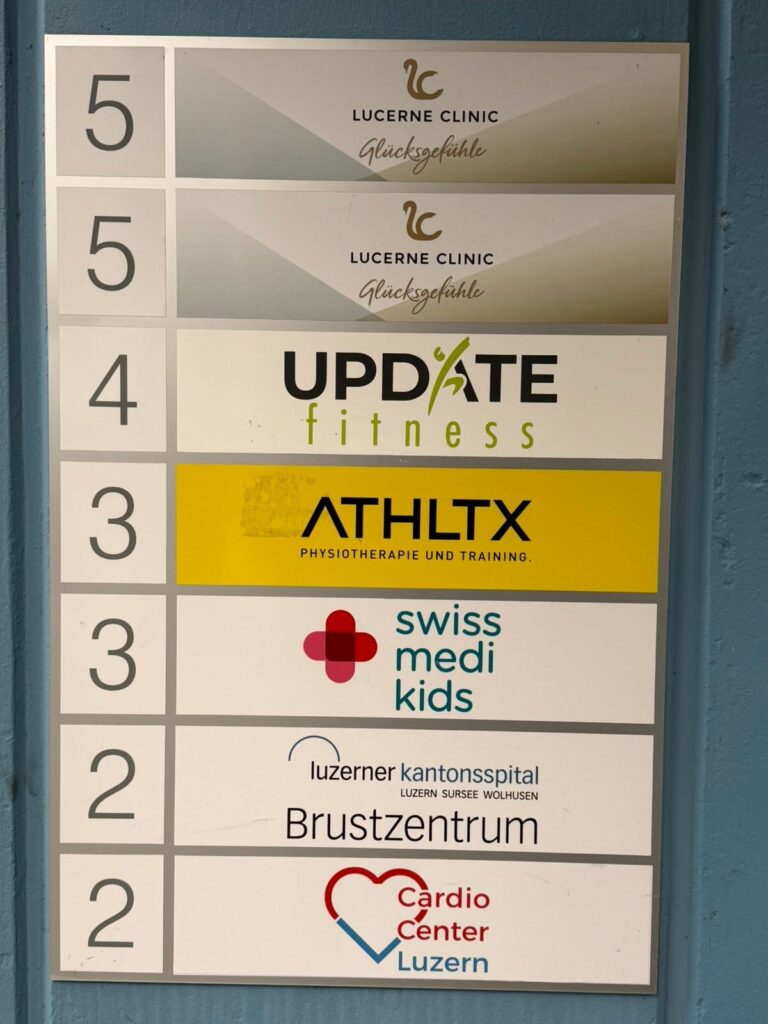 5
LUCERNE CLINIC
Glücksgefühle
5
LUCERNE CLINIC
Glücksgefühle
4
UPDATE
fitness
3
ATHLTX
PHYSIOTHERAPIE UND TRAINING.
3
swiss
medi
kids
2
luzerner kantonsspital
LUZERN SURSEE WOLHUSEN
Brustzentrum
2
Cardio
Center
Luzern